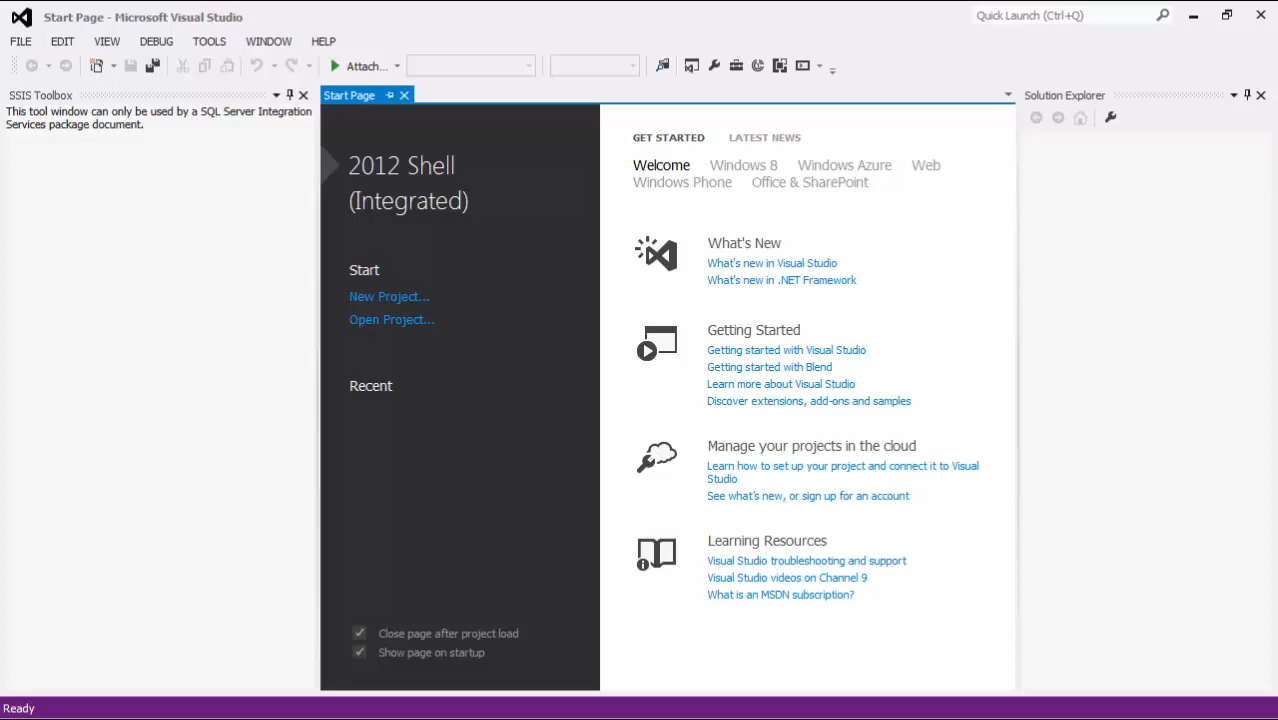 Start Page - Microsoft Visual Studio
Quick Launch (Ctrl+Q)
FILE EDIT VIEW DEBUG TOOLS WINDOW HELP
Attach...
SSIS Toolbox
This tool window can only be used by a SQL Server Integration
Services package document.
Start Page
Solution Explorer
2012 Shell
(Integrated)
Start
New Project...
Open Project...
Recent
Close page after project load
Show page on startup
GET STARTED LATEST NEWS
Welcome Windows 8 Windows Azure Web
Windows Phone Office & SharePoint
What's New
What's new in Visual Studio
What's new in .NET Framework
Getting Started
Getting started with Visual Studio
Getting started with Blend
Learn more about Visual Studio
Discover extensions, add-ons and samples
Manage your projects in the cloud
Learn how to set up your project and connect it to Visual
Studio
See what's new, or sign up for an account
Learning Resources
Visual Studio troubleshooting and support
Visual Studio videos on Channel 9
What is an MSDN subscription?
Ready